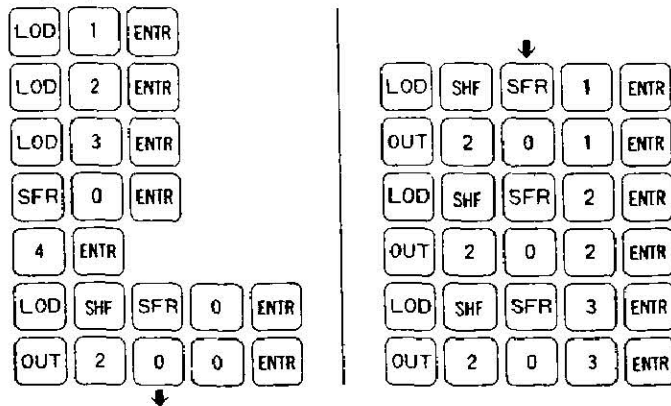 LOD 1 ENTR
LOD 2 ENTR
LOD 3 ENTR
SFR 0 ENTR
4 ENTR
LOD SHF SFR 0 ENTR
OUT 2 0 0 ENTR
LOD SHF SFR 1 ENTR
OUT 2 0 1 ENTR
LOD SHF SFR 2 ENTR
OUT 2 0 2 ENTR
LOD SHF SFR 3 ENTR
OUT 2 0 3 ENTR